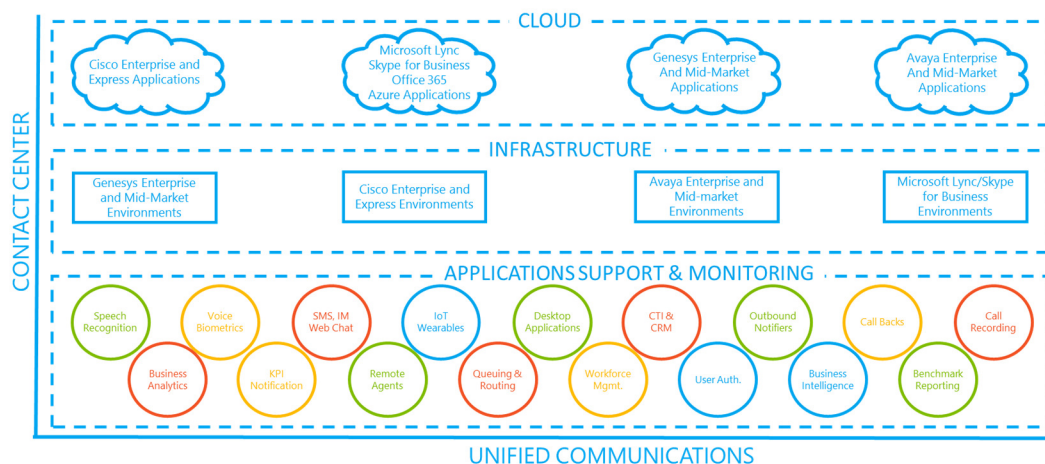 CLOUD
Cisco Enterprise and
Express Applications
Microsoft Lync
Skype for Business
Office 365
Azure Applications
Genesys Enterprise
And Mid-Market
Applications
Avaya Enterprise
And Mid-Market
Applications
INFRASTRUCTURE
Genesys Enterprise
and Mid-Market
Environments
Cisco Enterprise and
Express Environments
Avaya Enterprise and
Mid-market
Environments
Microsoft Lync/Skype
for Business
Environments
CONTACT CENTER
APPLICATIONS SUPPORT & MONITORING
Speech
Recognition
Voice
Biometrics
SMS, IM
Web Chat
IoT
Wearables
Desktop
Applications
CTI &
CRM
Outbound
Notifiers
Call Backs
Call
Recording
Business
Analytics
KPI
Notification
Remote
Agents
Queuing &
Routing
Workforce
Mgmt.
User Auth.
Business
Intelligence
Benchmark
Reporting
UNIFIED COMMUNICATIONS